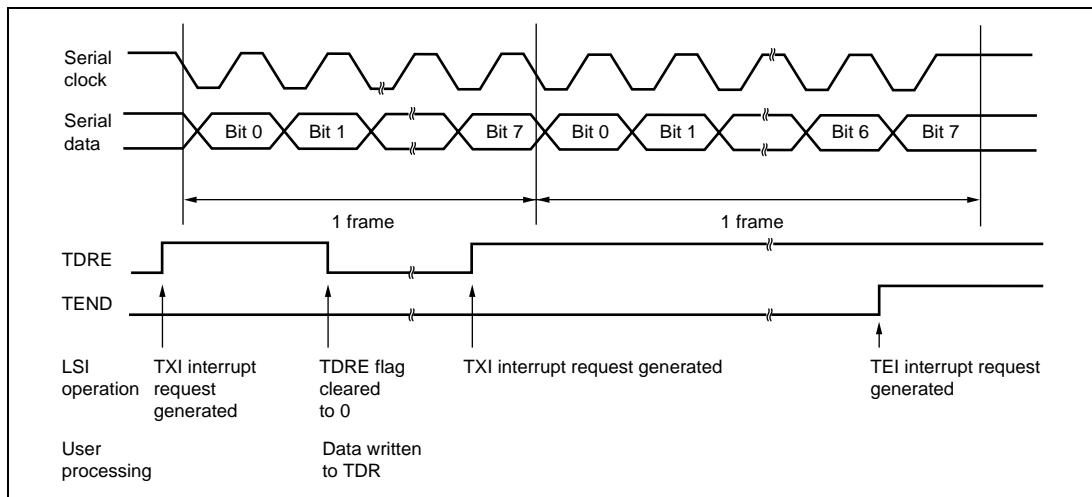 Serial
clock
Serial
data
Bit 0
Bit 1
Bit 7
Bit 0
Bit 1
Bit 6
Bit 7
1 frame
1 frame
TDRE
TEND
LSI
operation
TXI interrupt
request
generated
TDRE flag
cleared
to 0
TXI interrupt request generated
TEI interrupt request
generated
User
processing
Data written
to TDR